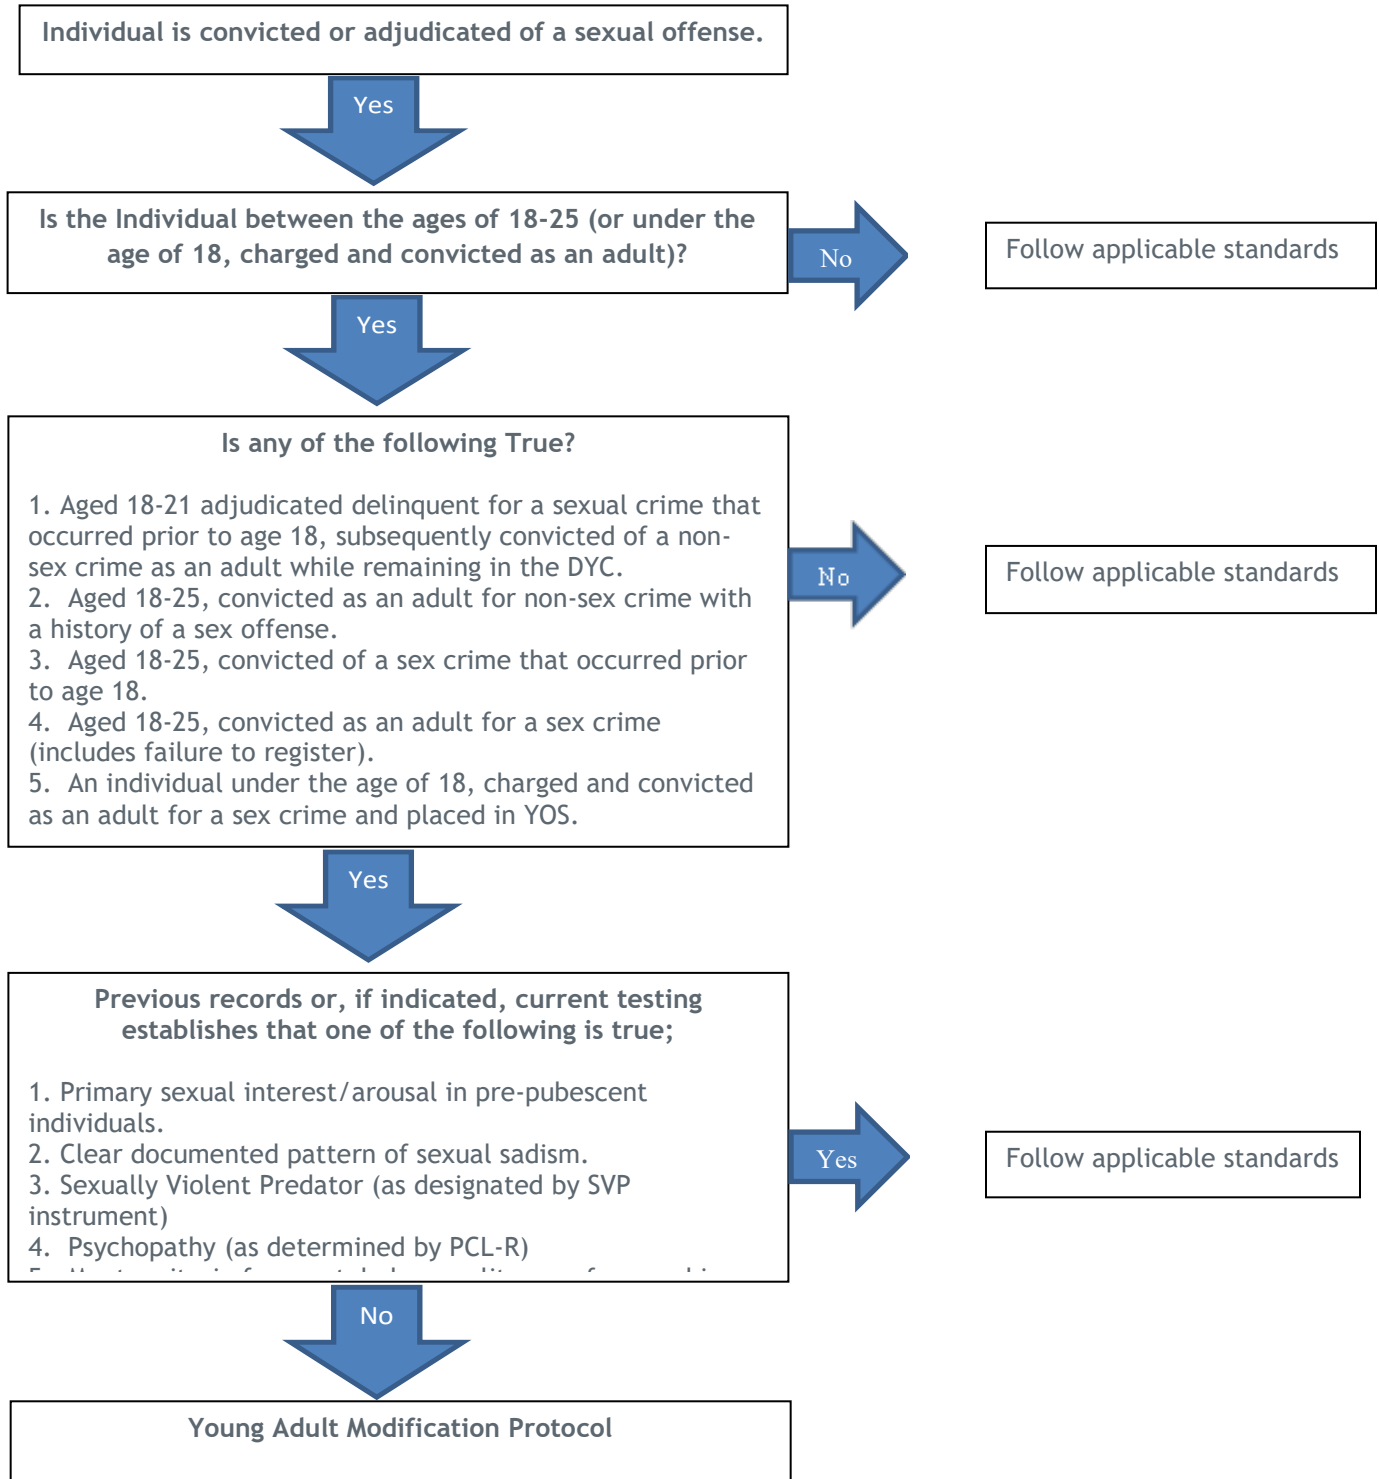 Individual is convicted or adjudicated of a sexual offense.
Yes
Is the Individual between the ages of 18-25 (or under the
age of 18, charged and convicted as an adult)?
No
Follow applicable standards
Yes
Is any of the following True?
1. Aged 18-21 adjudicated delinquent for a sexual crime that
occurred prior to age 18, subsequently convicted of a non-
sex crime as an adult while remaining in the DYC.
2. Aged 18-25, convicted as an adult for non-sex crime with
a history of a sex offense.
3. Aged 18-25, convicted of a sex crime that occurred prior
to age 18.
4. Aged 18-25, convicted as an adult for a sex crime
(includes failure to register).
5. An individual under the age of 18, charged and convicted
as an adult for a sex crime and placed in YOS.
No
Follow applicable standards
Yes
Previous records or, if indicated, current testing
establishes that one of the following is true;
1. Primary sexual interest/arousal in pre-pubescent
individuals.
2. Clear documented pattern of sexual sadism.
3. Sexually Violent Predator (as designated by SVP
instrument)
4. Psychopathy (as determined by PCL-R)
Yes
Follow applicable standards
No
Young Adult Modification Protocol